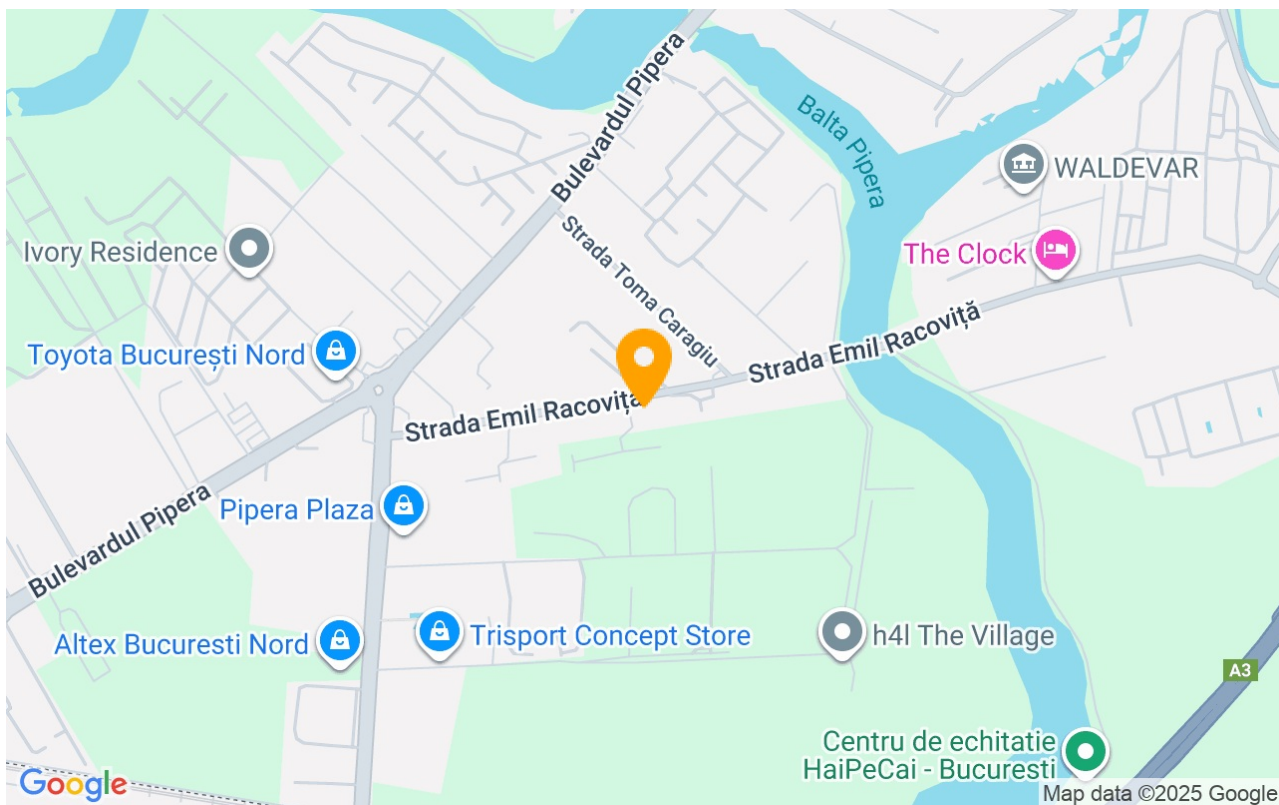 Bulevardul Pipera
Balta Pipera
WALDEVAR
Ivory Residence
Strada Toma Caragiu
The Clock
Toyota București Nord
Strada Emil Racoviță
Strada Emil Racoviță
Pipera Plaza
Bulevardul Pipera
Altex Bucuresti Nord
Trisport Concept Store
h4l The Village
A3
Centru de echitatie
HaiPeCai - Bucuresti
Google
Map data ©2025 Google